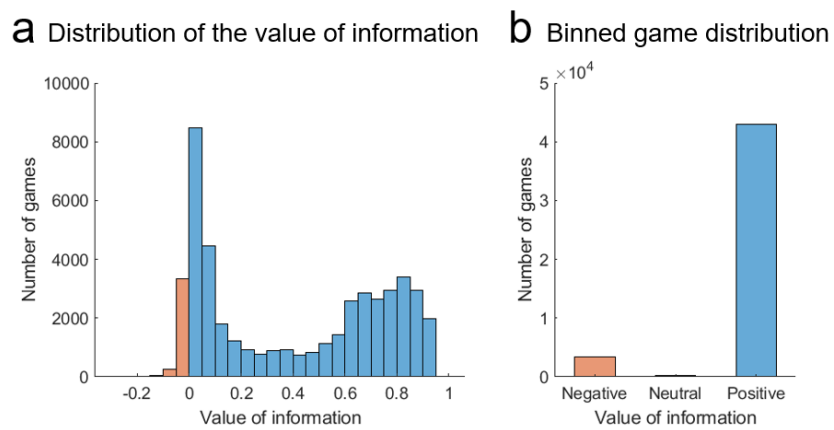 a Distribution of the value of information
10000
8000
6000
4000
2000
0
Number of games
-0.2 0 0.2 0.4 0.6 0.8 1
Value of information
b Binned game distribution
×10^4
5
4
3
2
1
0
Number of games
Negative Neutral Positive
Value of information